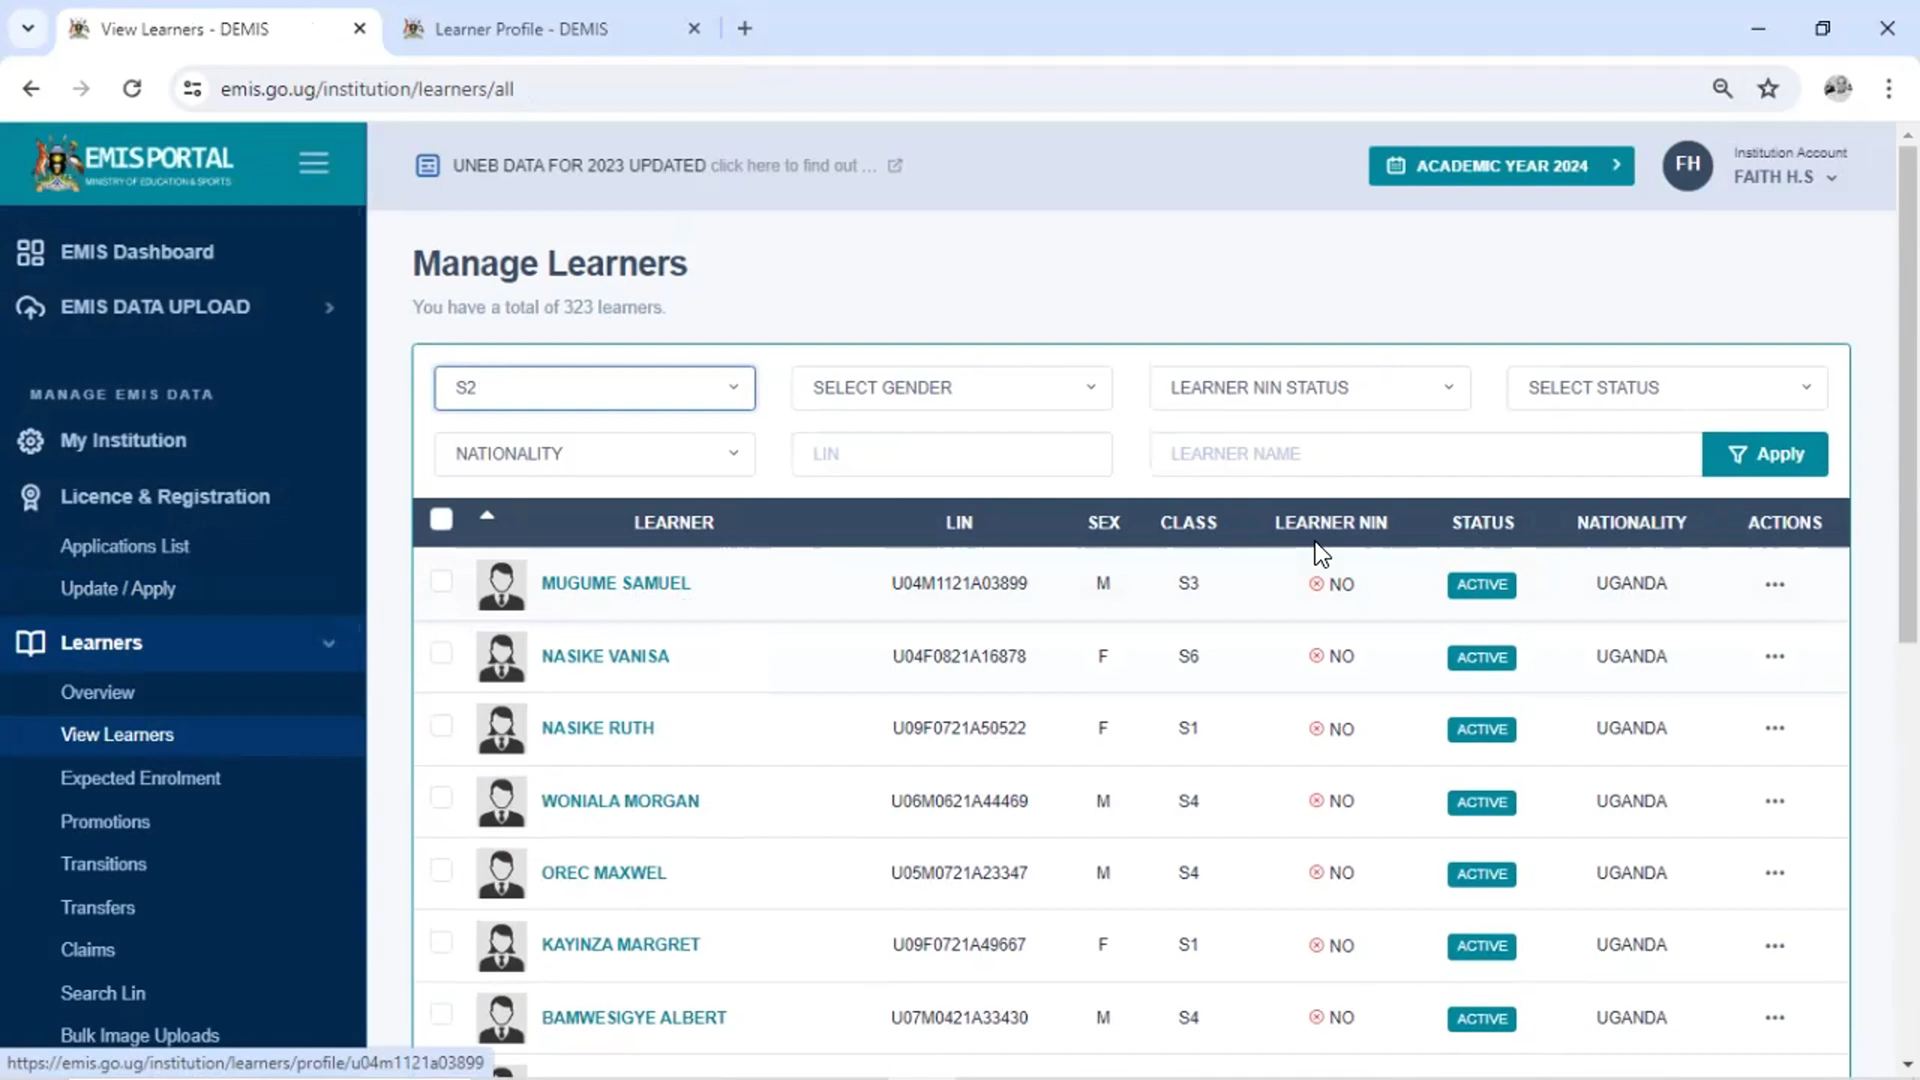 View Learners - DEMIS
Learner Profile - DEMIS
emis.go.ug/institution/learners/all
EMIS PORTAL
MINISTRY OF EDUCATION & SPORTS
UNEB DATA FOR 2023 UPDATED click here to find out ...
ACADEMIC YEAR 2024
FH
Institution Account
FAITH H.S
EMIS Dashboard
EMIS DATA UPLOAD
MANAGE EMIS DATA
My Institution
Licence & Registration
Applications List
Update / Apply
Learners
Overview
View Learners
Expected Enrolment
Promotions
Transitions
Transfers
Claims
Search Lin
Bulk Image Uploads
Manage Learners
You have a total of 323 learners.
S2
SELECT GENDER
LEARNER NIN STATUS
SELECT STATUS
NATIONALITY
LIN
LEARNER NAME
Apply
LEARNER LIN SEX CLASS LEARNER NIN STATUS NATIONALITY ACTIONS
MUGUME SAMUEL U04M1121A03899 M S3 NO ACTIVE UGANDA
NASIKE VANISA U04F0821A16878 F S6 NO ACTIVE UGANDA
NASIKE RUTH U09F0721A50522 F S1 NO ACTIVE UGANDA
WONIALA MORGAN U06M0621A44469 M S4 NO ACTIVE UGANDA
OREC MAXWEL U05M0721A23347 M S4 NO ACTIVE UGANDA
KAYINZA MARGRET U09F0721A49667 F S1 NO ACTIVE UGANDA
BAMWESIGYE ALBERT U07M0421A33430 M S4 NO ACTIVE UGANDA
https://emis.go.ug/institution/learners/profile/u04m1121a03899